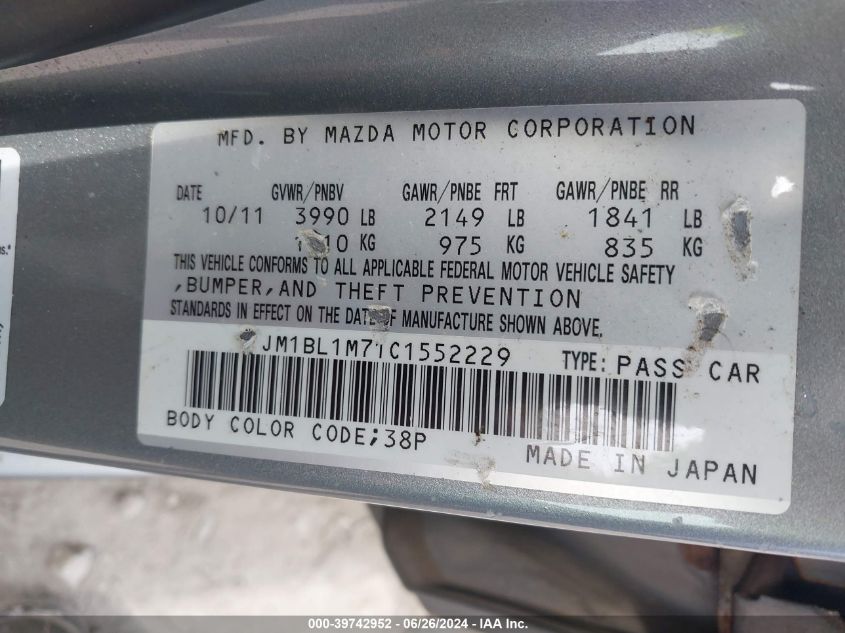 MFD. BY MAZDA MOTOR CORPORATION
DATE GVWR/PNBV GAWR/PNBE FRT GAWR/PNBE RR
10/11 3990 LB 2149 LB 1841 LB
KG 975 KG 835 KG
THIS VEHICLE CONFORMS TO ALL APPLICABLE FEDERAL MOTOR VEHICLE SAFETY
,BUMPER,AND THEFT PREVENTION
STANDARDS IN EFFECT ON THE DATE OF MANUFACTURE SHOWN ABOVE.
JM1BL1M71C1552229 TYPE: PASS CAR
BODY COLOR CODE;38P
MADE IN JAPAN
000-39742952 / 06/26/2024 / IAA Inc.